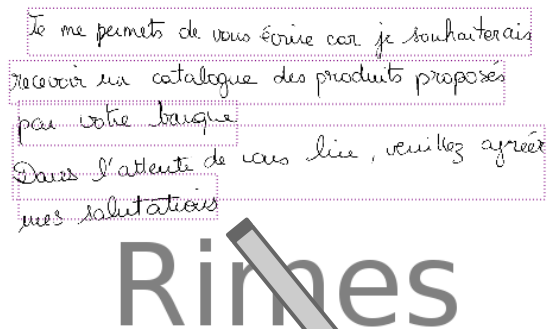 Je me permets de vous écrire car je souhaiterais
recevoir un catalogue des produits proposés
par votre banque
Dans l'attente de vous lire, veuillez agréér
mes salutations
Rimes